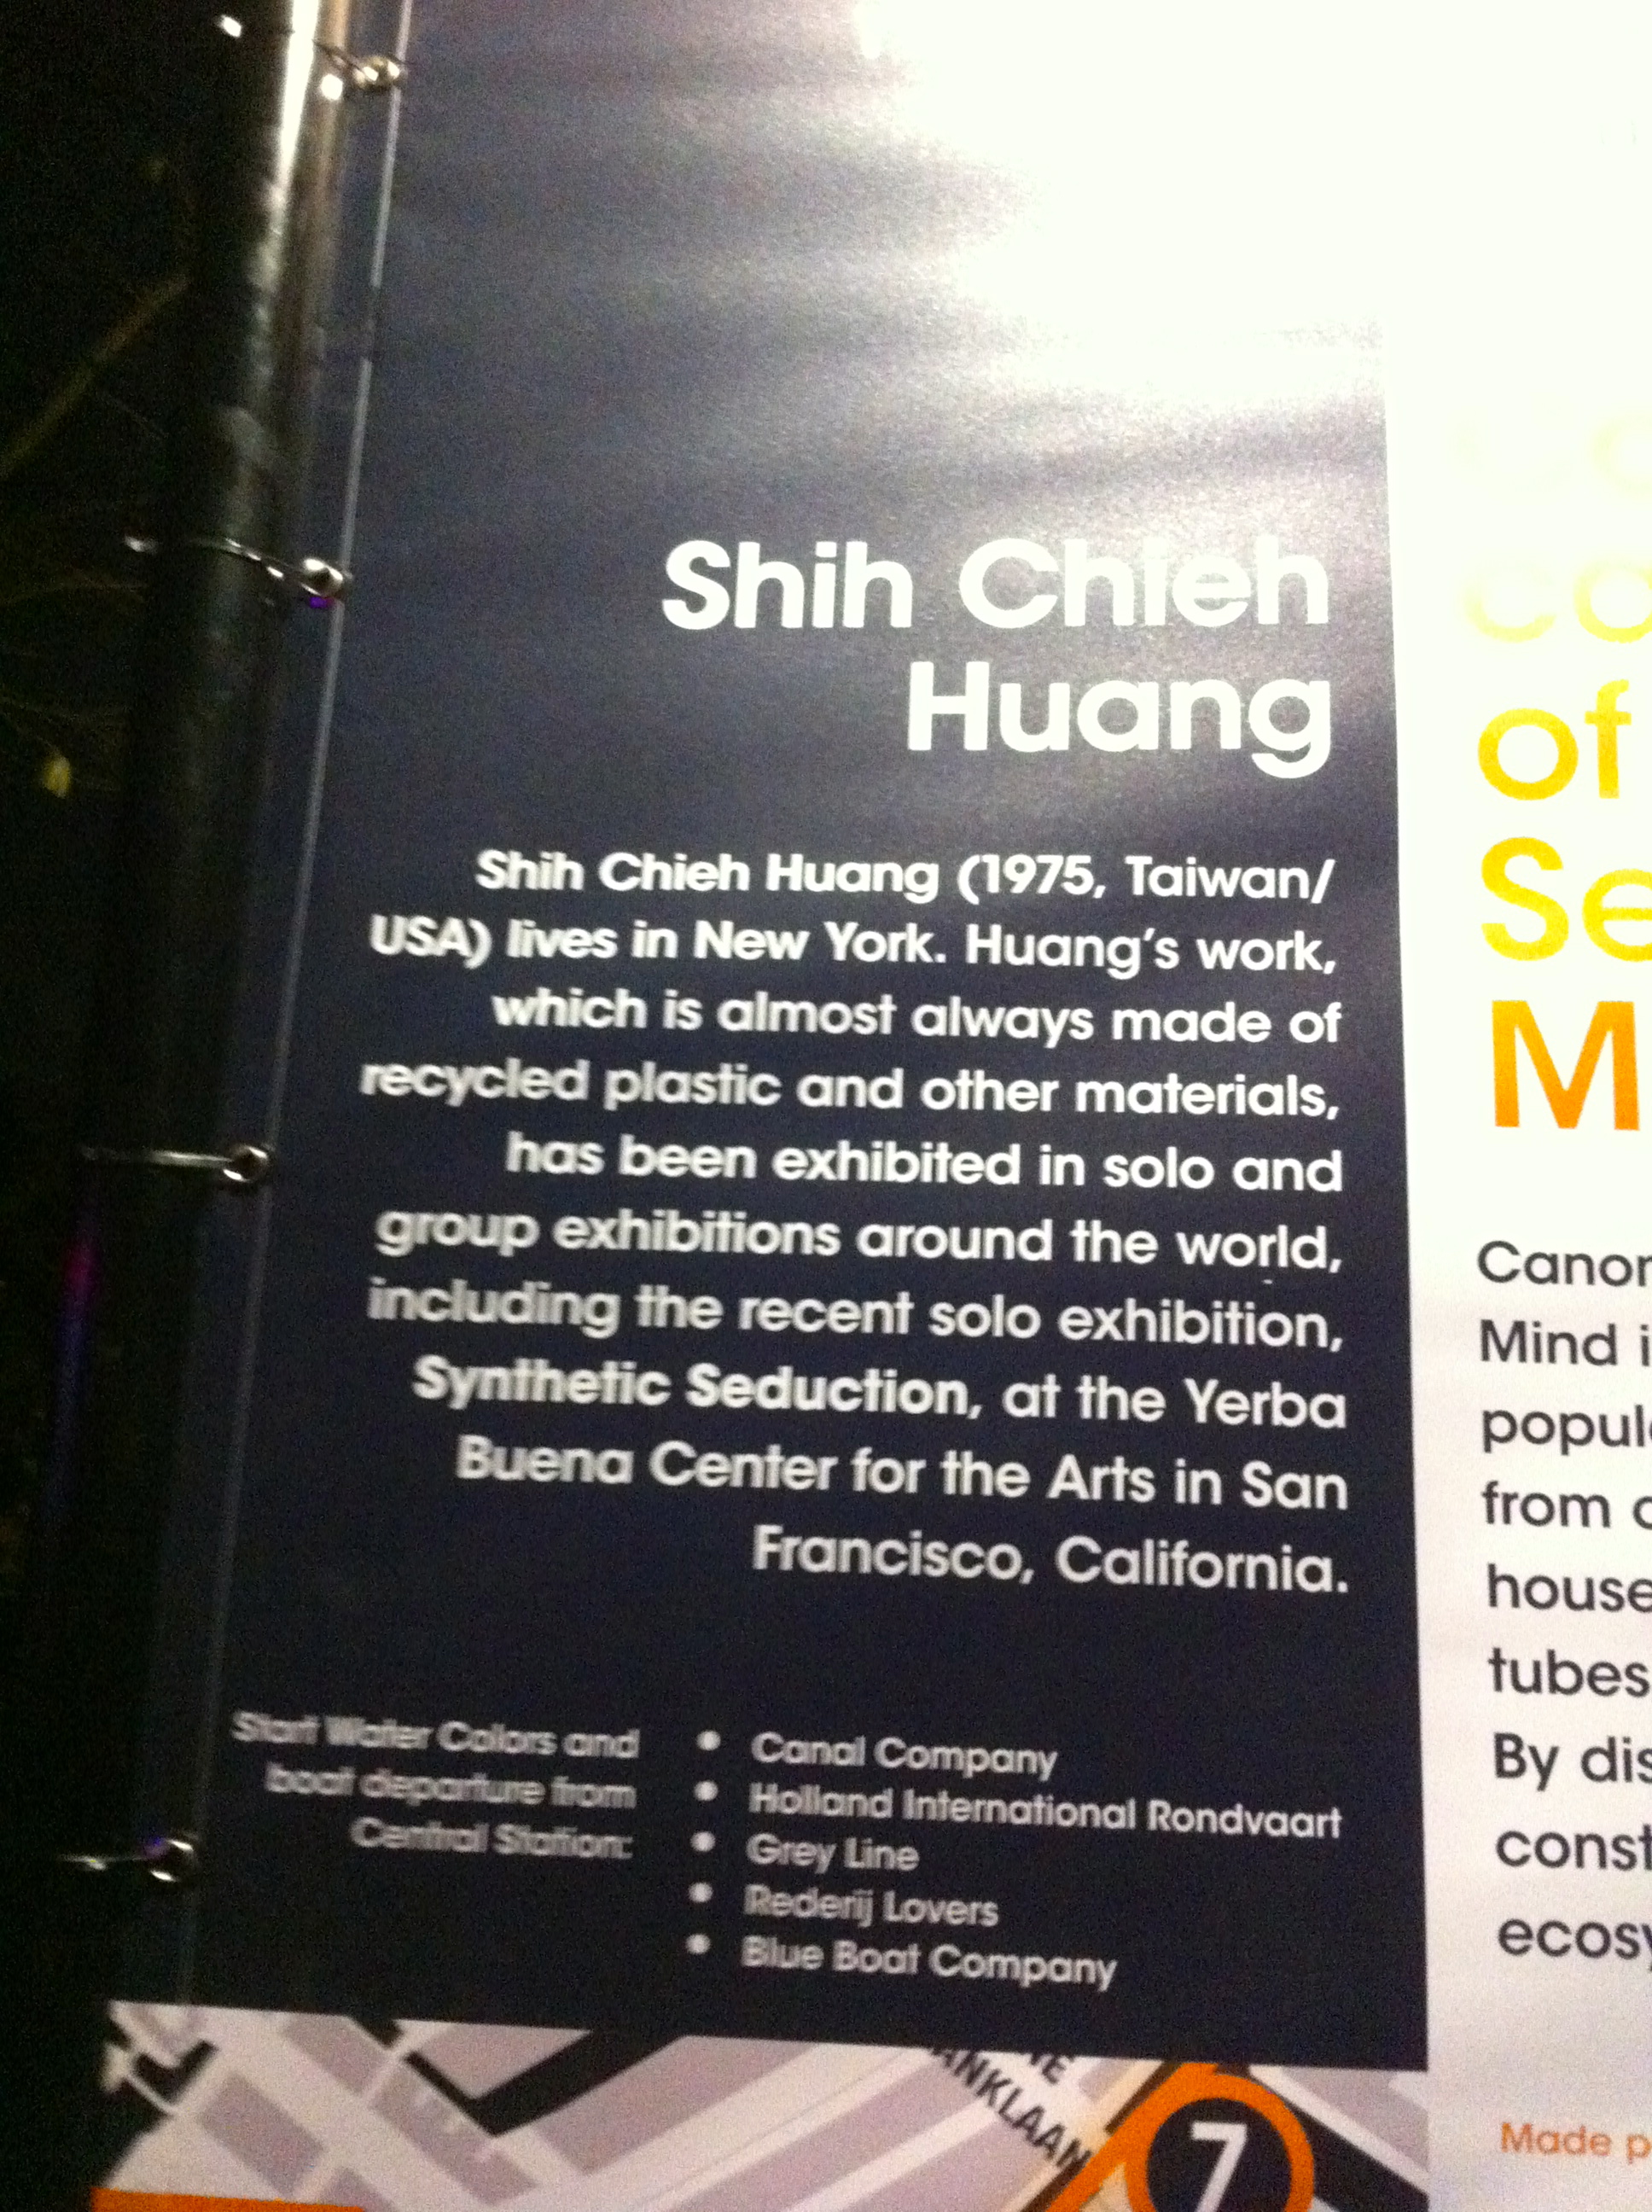 Shih Chieh
Huang
Shih Chieh Huang (1975, Taiwan/
USA) lives in New York. Huang's work,
which is almost always made of
recycled plastic and other materials,
has been exhibited in solo and
group exhibitions around the world,
including the recent solo exhibition,
Synthetic Seduction, at the Yerba
Buena Center for the Arts in San
Francisco, California.
Start Water Colors and
boat departure from
Central Station:
• Canal Company
• Holland International Rondvaart
• Grey Line
• Rederij Lovers
• Blue Boat Company
ANKLAAN
7
of
Se
M
Canon
Mind i
popul
from
house
tubes
By dis
const
ecosy
Made p